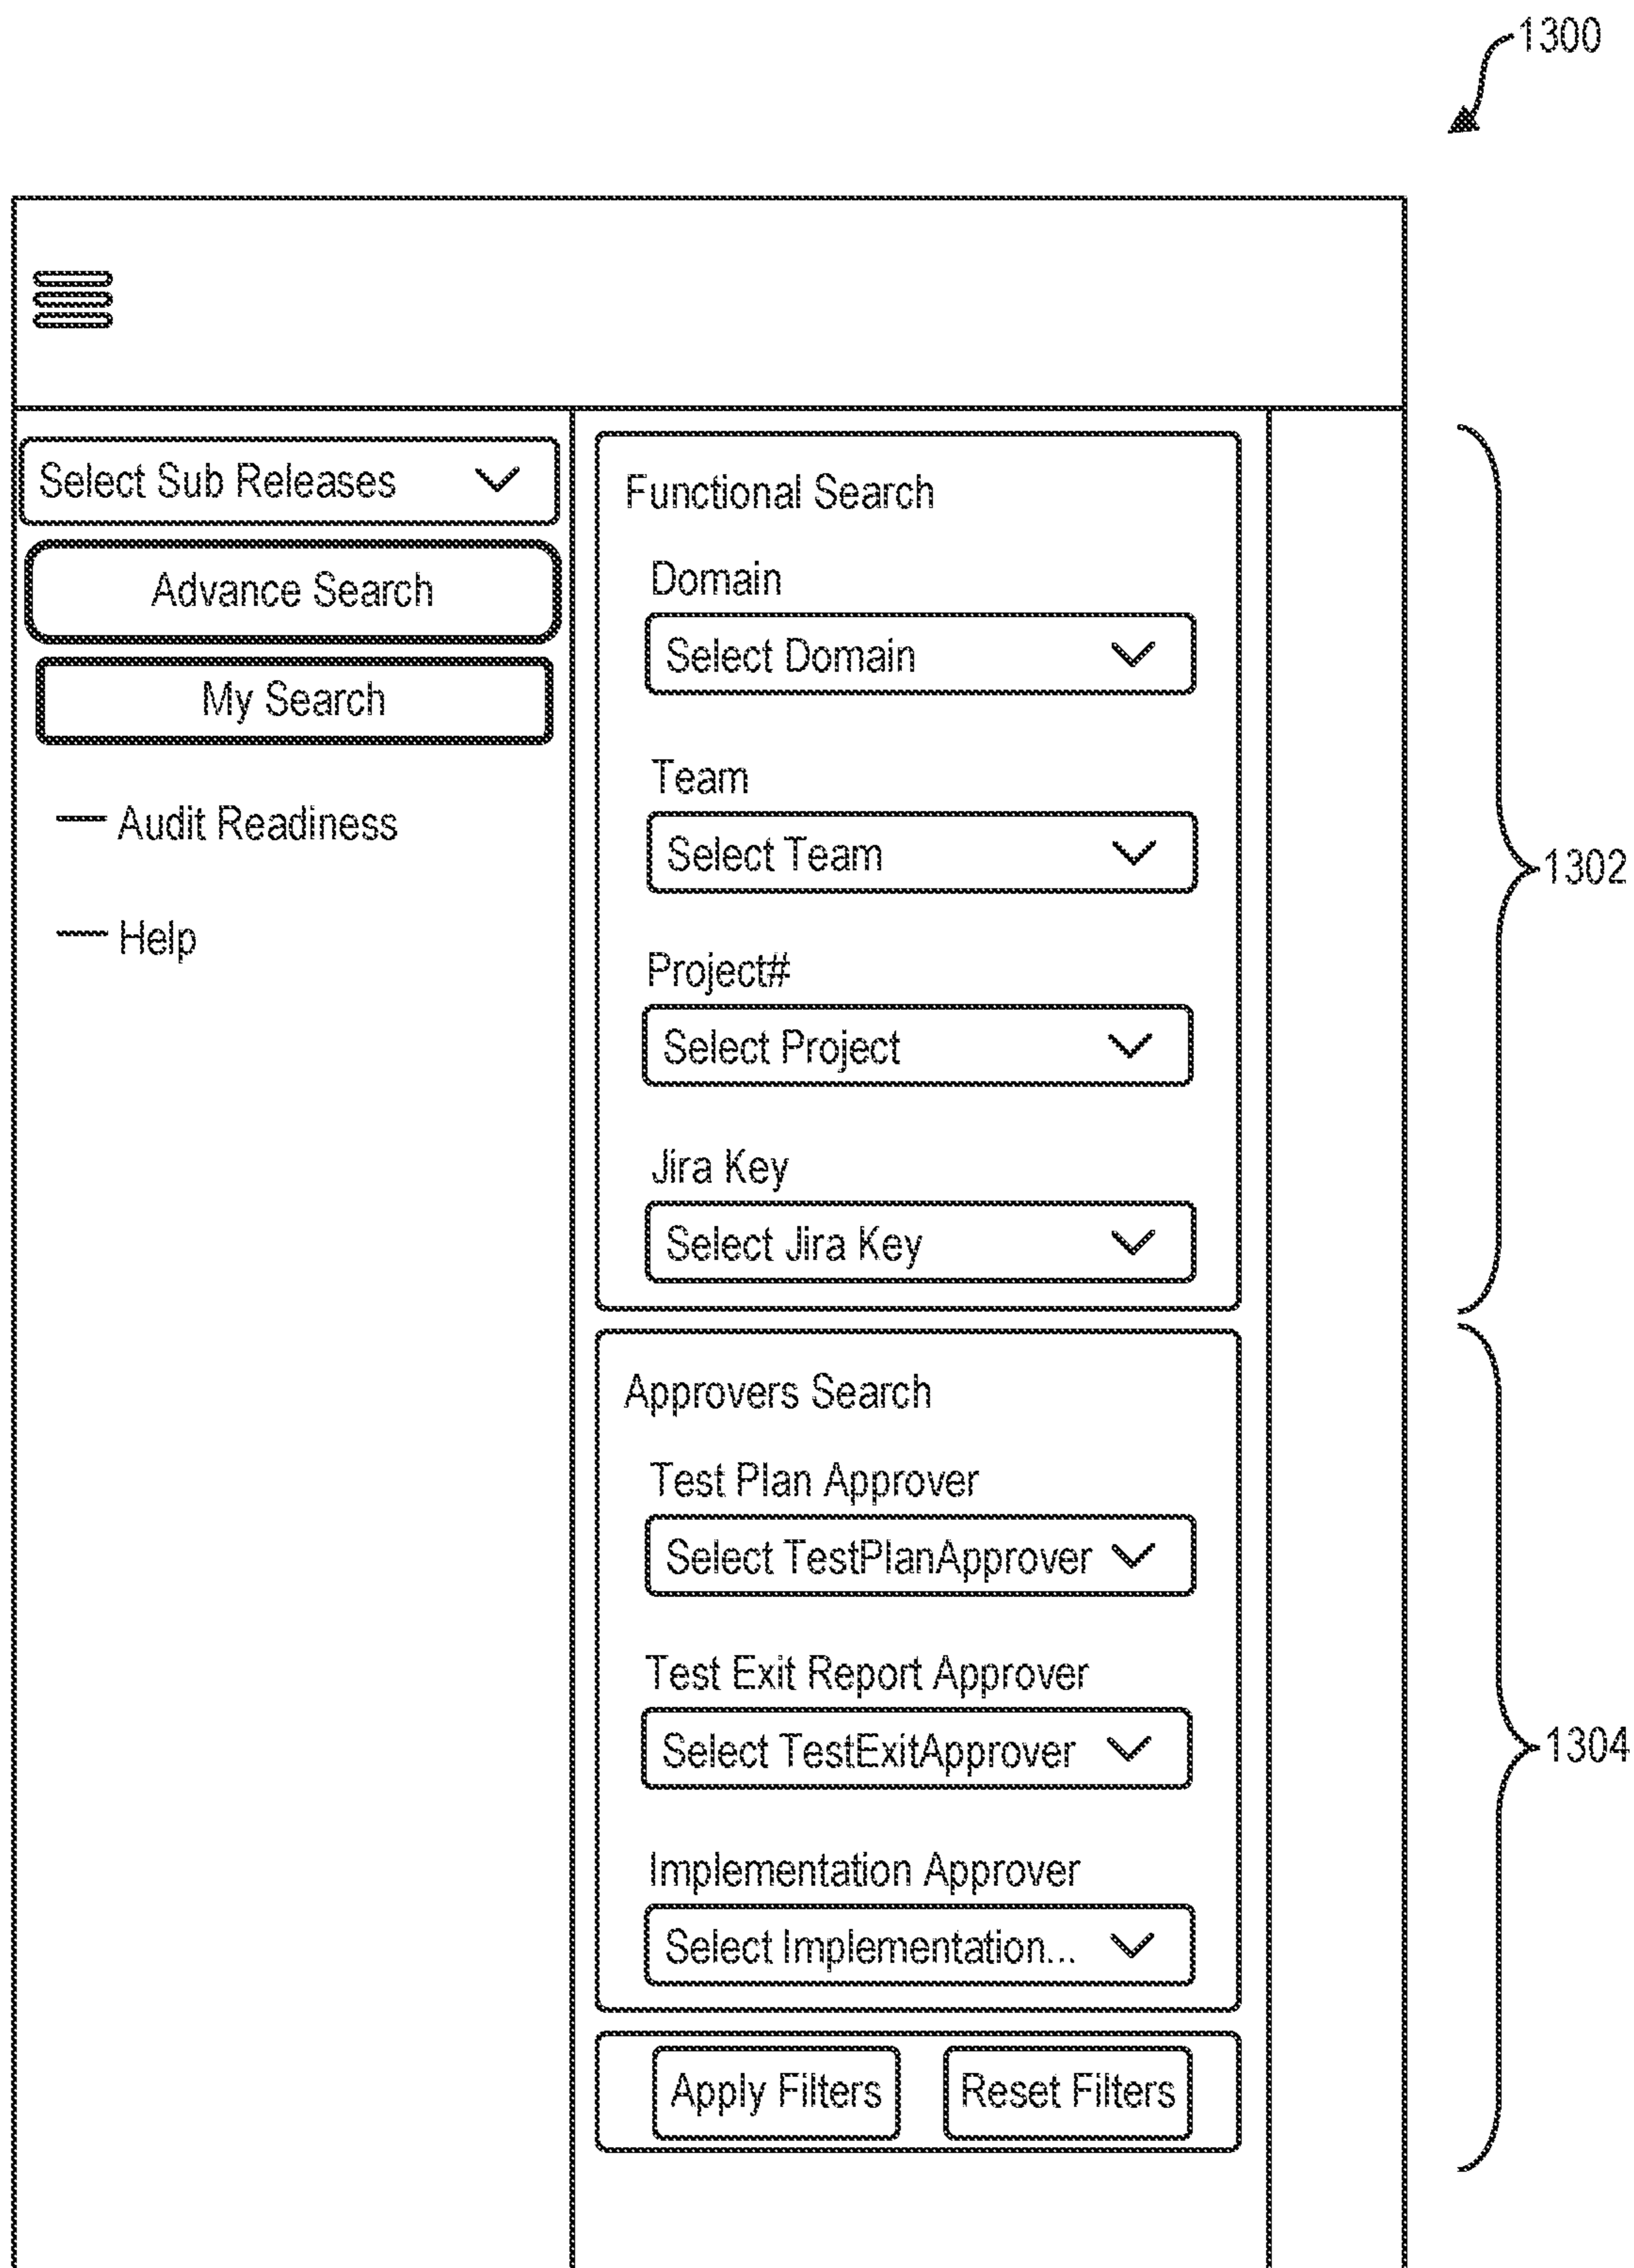 1300
Select Sub Releases
Advance Search
My Search
Audit Readiness
Help
Functional Search
Domain
Select Domain
Team
Select Team
Project#
Select Project
Jira Key
Select Jira Key
1302
Approvers Search
Test Plan Approver
Select TestPlanApprover
Test Exit Report Approver
Select TestExitApprover
Implementation Approver
Select Implementation...
Apply Filters
Reset Filters
1304